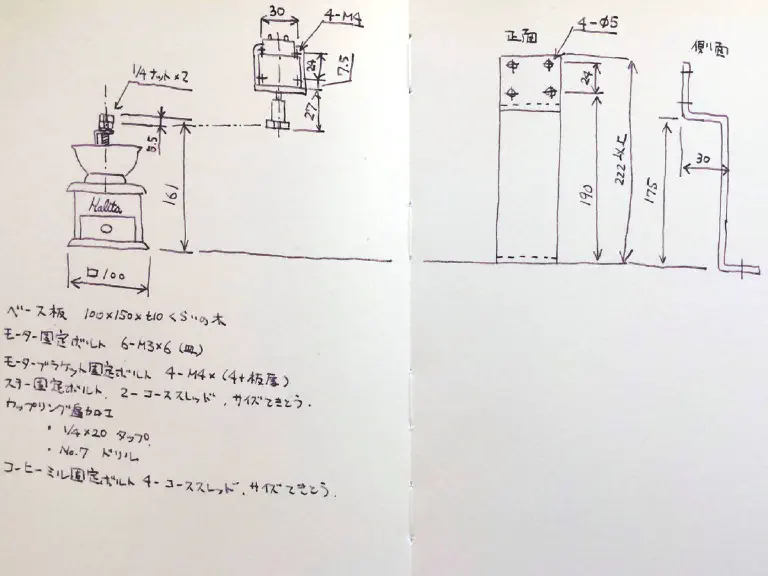 30
4-M4
24
7.5
27
1/4ナット×2
5.5
161
Kalita
□100
正面
4-Φ5
側面
24
190
222以上
175
30
ベース板 100×150×t10くらいの木
モーター固定ボルト 6-M3×6 (皿)
モーターブラケット固定ボルト 4-M4×(4+板厚)
固定ボルト、2-コーススレッド、サイズてきとう.
カップリング 加工
・1/4×20 タップ
・No.7 ドリル
コーヒーミル固定ボルト 4-コーススレッド、サイズてきとう.